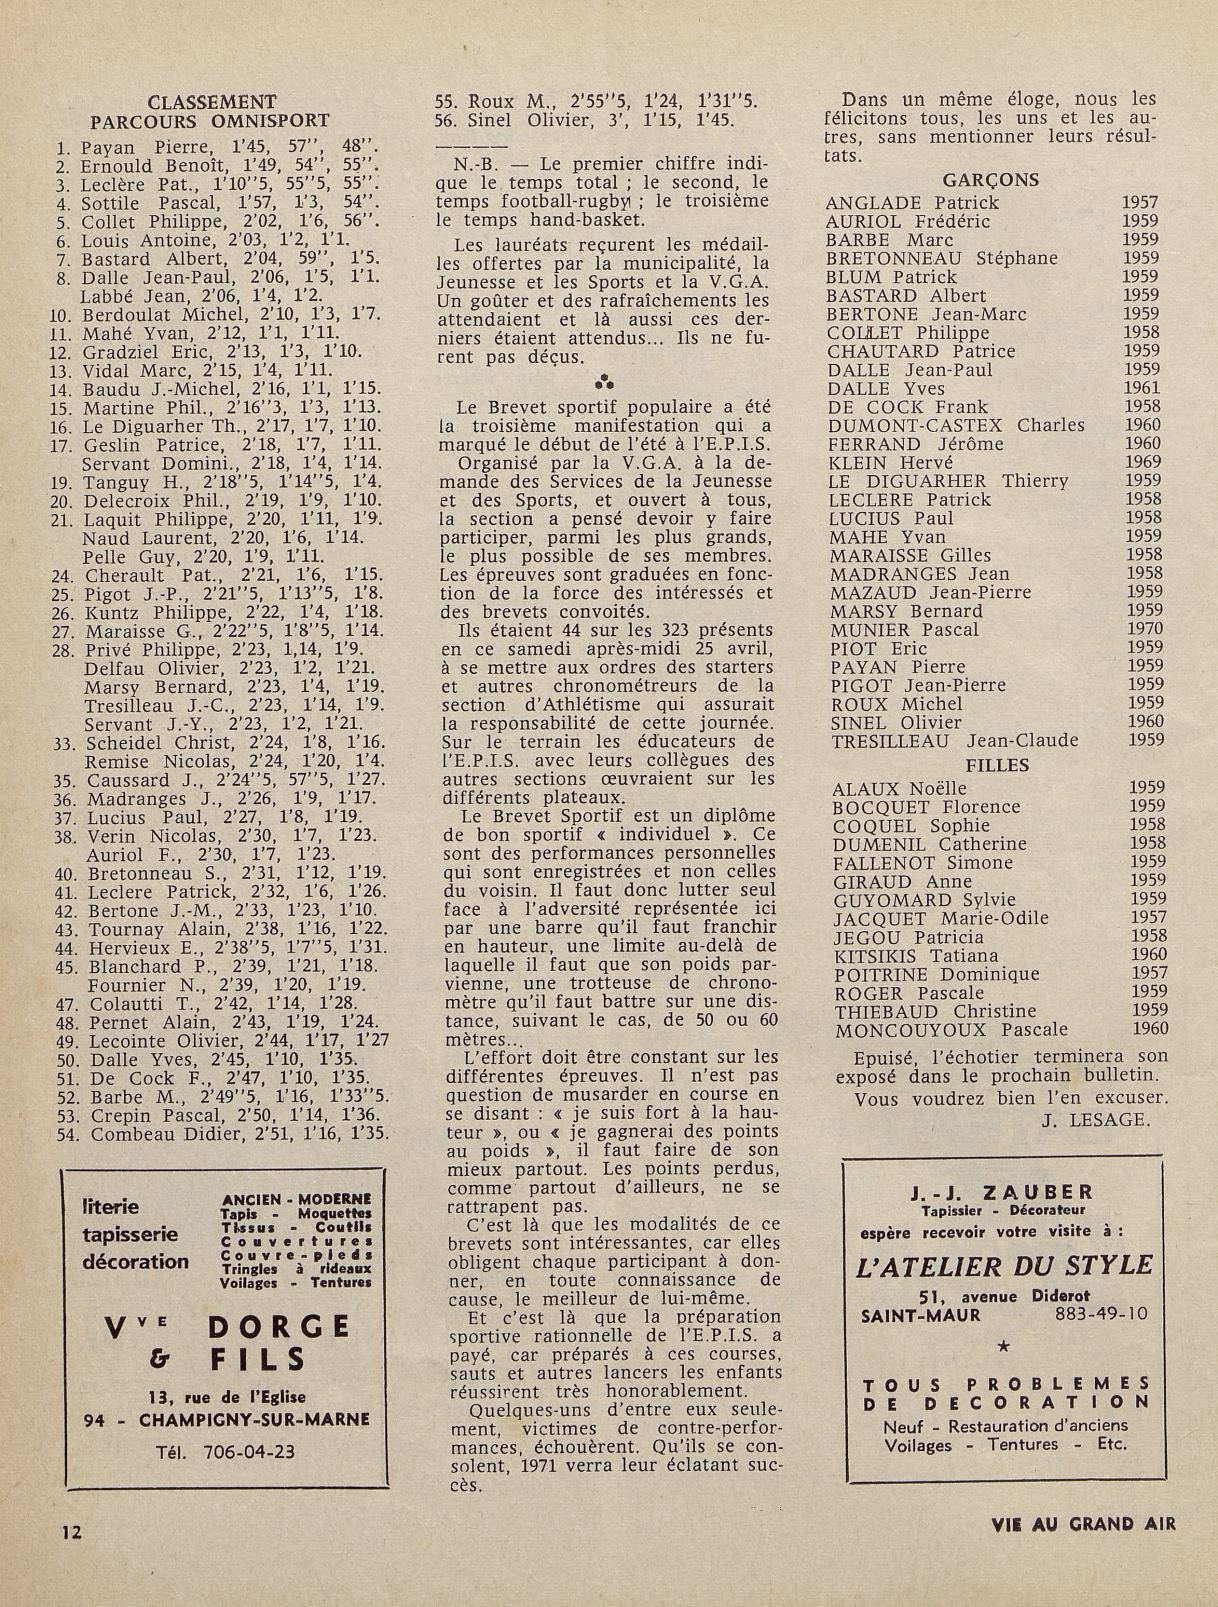 CLASSEMENT
PARCOURS OMNISPORT
1. Payan Pierre, 1'45, 57'', 48''.
2. Ernould Benoît, 1'49, 54'', 55''.
3. Leclère Pat., 1'10''5, 55''5, 55''.
4. Sottile Pascal, 1'57, 1'3, 54''.
5. Collet Philippe, 2'02, 1'6, 56''.
6. Louis Antoine, 2'03, 1'2, 1'1.
7. Bastard Albert, 2'04, 59'', 1'5.
8. Dalle Jean-Paul, 2'06, 1'5, 1'1.
Labbé Jean, 2'06, 1'4, 1'2.
10. Berdoulat Michel, 2'10, 1'3, 1'7.
11. Mahé Yvan, 2'12, 1'1, 1'11.
12. Gradziel Eric, 2'13, 1'3, 1'10.
13. Vidal Marc, 2'15, 1'4, 1'11.
14. Baudu J.-Michel, 2'16, 1'1, 1'15.
15. Martine Phil., 2'16''3, 1'3, 1'13.
16. Le Diguarher Th., 2'17, 1'7, 1'10.
17. Geslin Patrice, 2'18, 1'7, 1'11.
Servant Domini., 2'18, 1'4, 1'14.
19. Tanguy H., 2'18''5, 1'14''5, 1'4.
20. Delecroix Phil., 2'19, 1'9, 1'10.
21. Laquit Philippe, 2'20, 1'11, 1'9.
Naud Laurent, 2'20, 1'6, 1'14.
Pelle Guy, 2'20, 1'9, 1'11.
24. Cherault Pat., 2'21, 1'6, 1'15.
25. Pigot J.-P., 2'21''5, 1'13''5, 1'8.
26. Kuntz Philippe, 2'22, 1'4, 1'18.
27. Maraisse G., 2'22''5, 1'8''5, 1'14.
28. Privé Philippe, 2'23, 1,14, 1'9.
Delfau Olivier, 2'23, 1'2, 1'21.
Marsy Bernard, 2'23, 1'4, 1'19.
Tresilleau J.-C., 2'23, 1'14, 1'9.
Servant J.-Y., 2'23, 1'2, 1'21.
33. Scheidel Christ, 2'24, 1'8, 1'16.
Remise Nicolas, 2'24, 1'20, 1'4.
35. Caussard J., 2'24''5, 57''5, 1'27.
36. Madranges J., 2'26, 1'9, 1'17.
37. Lucius Paul, 2'27, 1'8, 1'19.
38. Verin Nicolas, 2'30, 1'7, 1'23.
Auriol F., 2'30, 1'7, 1'23.
40. Bretonneau S., 2'31, 1'12, 1'19.
41. Leclere Patrick, 2'32, 1'6, 1'26.
42. Bertone J.-M., 2'33, 1'23, 1'10.
43. Tournay Alain, 2'38, 1'16, 1'22.
44. Hervieux E., 2'38''5, 1'7''5, 1'31.
45. Blanchard P., 2'39, 1'21, 1'18.
Fournier N., 2'39, 1'20, 1'19.
47. Colautti T., 2'42, 1'14, 1'28.
48. Pernet Alain, 2'43, 1'19, 1'24.
49. Lecointe Olivier, 2'44, 1'17, 1'27
50. Dalle Yves, 2'45, 1'10, 1'35.
51. De Cock F., 2'47, 1'10, 1'35.
52. Barbe M., 2'49''5, 1'16, 1'33''5.
53. Crepin Pascal, 2'50, 1'14, 1'36.
54. Combeau Didier, 2'51, 1'16, 1'35.
literie
tapisserie
décoration
ANCIEN - MODERNE
Tapis - Moquettes
Tissus - Coutils
Couvertures
Couvre-pieds
Tringles à rideaux
Voilages - Tentures
Vve DORGE
& FILS
13, rue de l'Eglise
94 - CHAMPIGNY-SUR-MARNE
Tél. 706-04-23
55. Roux M., 2'55''5, 1'24, 1'31''5.
56. Sinel Olivier, 3', 1'15, 1'45.
N.-B. — Le premier chiffre indi-
que le temps total ; le second, le
temps football-rugby ; le troisième
le temps hand-basket.
Les lauréats reçurent les médail-
les offertes par la municipalité, la
Jeunesse et les Sports et la V.G.A.
Un goûter et des rafraîchements les
attendaient et là aussi ces der-
niers étaient attendus... Ils ne fu-
rent pas déçus.
Le Brevet sportif populaire a été
la troisième manifestation qui a
marqué le début de l'été à l'E.P.I.S.
Organisé par la V.G.A. à la de-
mande des Services de la Jeunesse
et des Sports, et ouvert à tous,
la section a pensé devoir y faire
participer, parmi les plus grands,
le plus possible de ses membres.
Les épreuves sont graduées en fonc-
tion de la force des intéressés et
des brevets convoités.
Ils étaient 44 sur les 323 présents
en ce samedi après-midi 25 avril,
à se mettre aux ordres des starters
et autres chronométreurs de la
section d'Athlétisme qui assurait
la responsabilité de cette journée.
Sur le terrain les éducateurs de
l'E.P.I.S. avec leurs collègues des
autres sections œuvraient sur les
différents plateaux.
Le Brevet Sportif est un diplôme
de bon sportif « individuel ». Ce
sont des performances personnelles
qui sont enregistrées et non celles
du voisin. Il faut donc lutter seul
face à l'adversité représentée ici
par une barre qu'il faut franchir
en hauteur, une limite au-delà de
laquelle il faut que son poids par-
vienne, une trotteuse de chrono-
mètre qu'il faut battre sur une dis-
tance, suivant le cas, de 50 ou 60
mètres...
L'effort doit être constant sur les
différentes épreuves. Il n'est pas
question de musarder en course en
se disant : « je suis fort à la hau-
teur », ou « je gagnerai des points
au poids », il faut faire de son
mieux partout. Les points perdus,
comme partout d'ailleurs, ne se
rattrapent pas.
C'est là que les modalités de ce
brevets sont intéressantes, car elles
obligent chaque participant à don-
ner, en toute connaissance de
cause, le meilleur de lui-même.
Et c'est là que la préparation
sportive rationnelle de l'E.P.I.S. a
payé, car préparés à ces courses,
sauts et autres lancers les enfants
réussirent très honorablement.
Quelques-uns d'entre eux seule-
ment, victimes de contre-perfor-
mances, échouèrent. Qu'ils se con-
solent, 1971 verra leur éclatant suc-
cès.
Dans un même éloge, nous les
félicitons tous, les uns et les au-
tres, sans mentionner leurs résul-
tats.
GARÇONS
ANGLADE Patrick 1957
AURIOL Frédéric 1959
BARBE Marc 1959
BRETONNEAU Stéphane 1959
BLUM Patrick 1959
BASTARD Albert 1959
BERTONE Jean-Marc 1959
COLLET Philippe 1958
CHAUTARD Patrice 1959
DALLE Jean-Paul 1959
DALLE Yves 1961
DE COCK Frank 1958
DUMONT-CASTEX Charles 1960
FERRAND Jérôme 1960
KLEIN Hervé 1969
LE DIGUARHER Thierry 1959
LECLERE Patrick 1958
LUCIUS Paul 1958
MAHE Yvan 1959
MARAISSE Gilles 1958
MADRANGES Jean 1958
MAZAUD Jean-Pierre 1959
MARSY Bernard 1959
MUNIER Pascal 1970
PIOT Eric 1959
PAYAN Pierre 1959
PIGOT Jean-Pierre 1959
ROUX Michel 1959
SINEL Olivier 1960
TRESILLEAU Jean-Claude 1959
FILLES
ALAUX Noëlle 1959
BOCQUET Florence 1959
COQUEL Sophie 1958
DUMENIL Catherine 1958
FALLENOT Simone 1959
GIRAUD Anne 1959
GUYOMARD Sylvie 1959
JACQUET Marie-Odile 1957
JEGOU Patricia 1958
KITSIKIS Tatiana 1960
POITRINE Dominique 1957
ROGER Pascale 1959
THIEBAUD Christine 1959
MONCOUYOUX Pascale 1960
Epuisé, l'échotier terminera son
exposé dans le prochain bulletin.
Vous voudrez bien l'en excuser.
J. LESAGE.
J.-J. ZAUBER
Tapissier - Décorateur
espère recevoir votre visite à :
L'ATELIER DU STYLE
51, avenue Diderot
SAINT-MAUR 883-49-10
TOUS PROBLEMES
DE DECORATION
Neuf - Restauration d'anciens
Voilages - Tentures - Etc.
12
VIE AU GRAND AIR